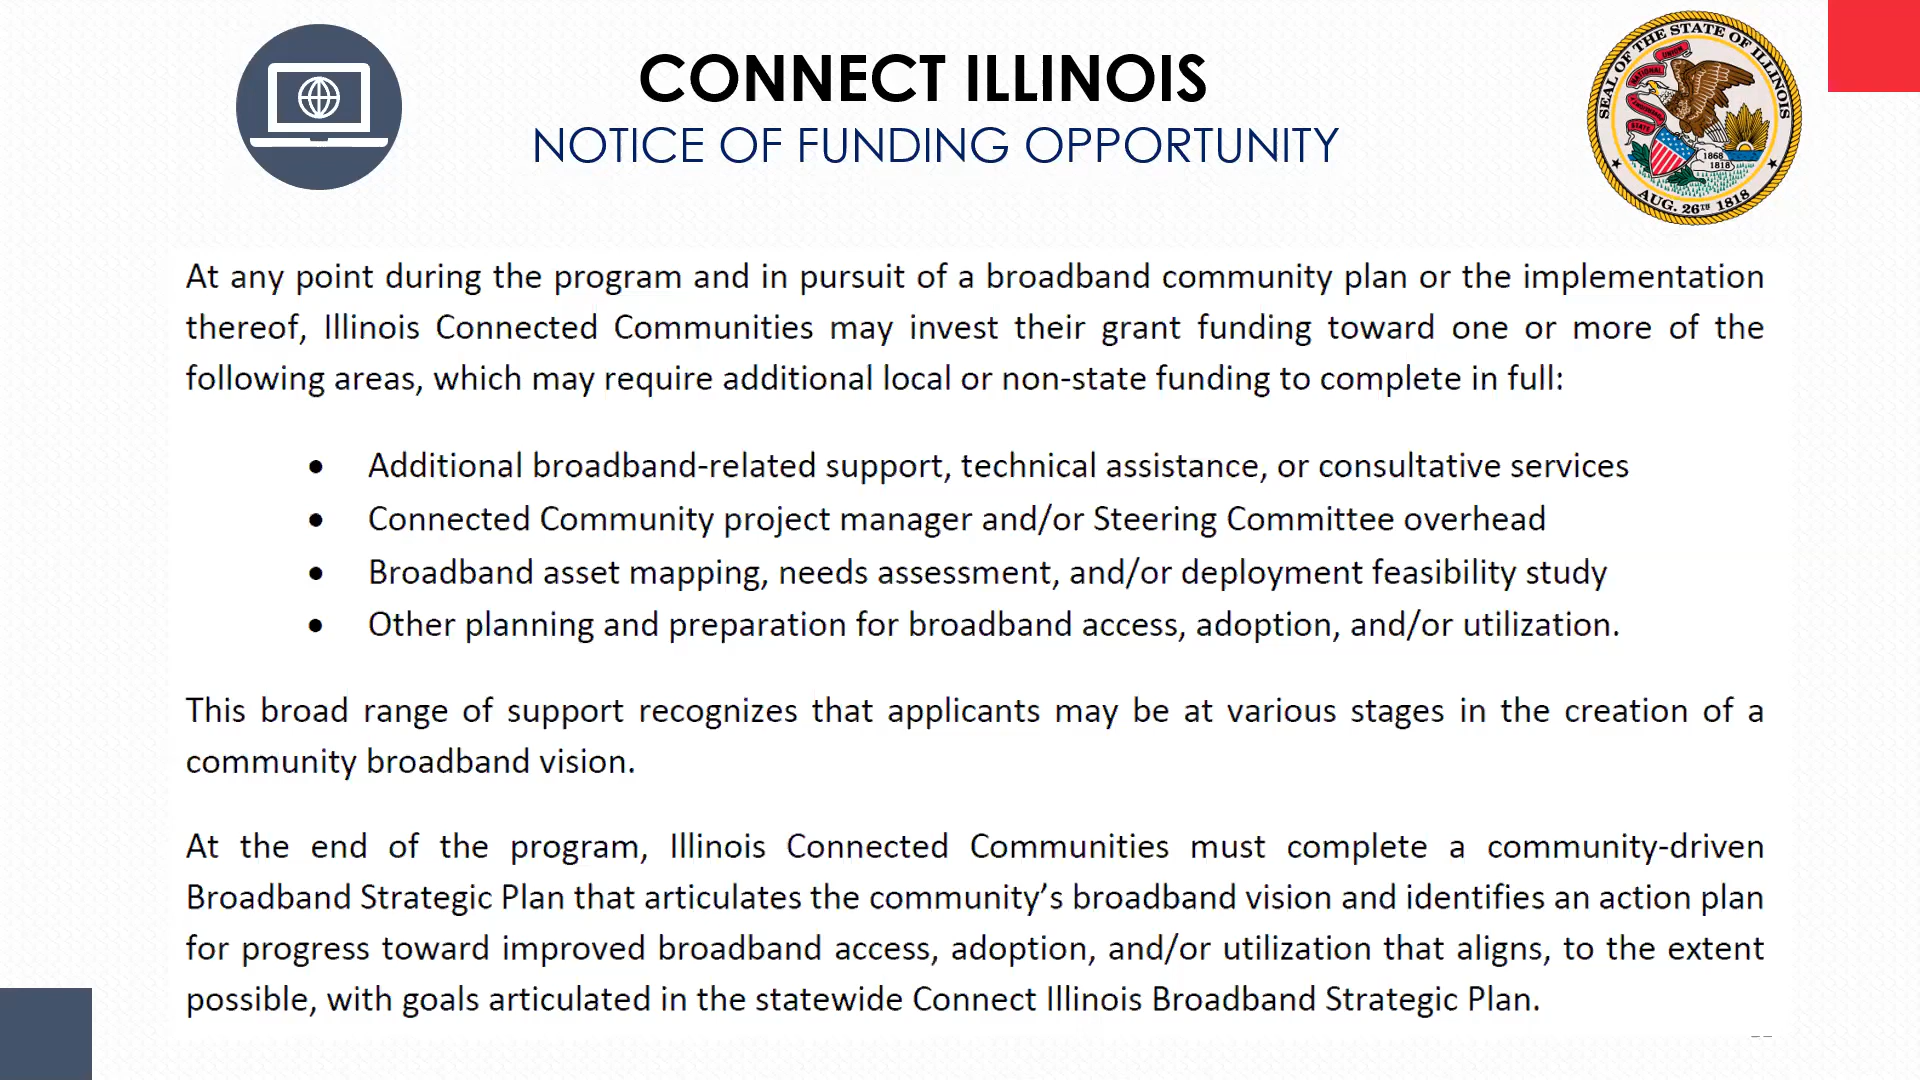 CONNECT ILLINOIS
NOTICE OF FUNDING OPPORTUNITY
SEAL OF THE STATE OF ILLINOIS
NATIONAL UNION
STATE
1868
1818
AUG. 26TH 1818
At any point during the program and in pursuit of a broadband community plan or the implementation
thereof, Illinois Connected Communities may invest their grant funding toward one or more of the
following areas, which may require additional local or non-state funding to complete in full:
• Additional broadband-related support, technical assistance, or consultative services
• Connected Community project manager and/or Steering Committee overhead
• Broadband asset mapping, needs assessment, and/or deployment feasibility study
• Other planning and preparation for broadband access, adoption, and/or utilization.
This broad range of support recognizes that applicants may be at various stages in the creation of a
community broadband vision.
At the end of the program, Illinois Connected Communities must complete a community-driven
Broadband Strategic Plan that articulates the community’s broadband vision and identifies an action plan
for progress toward improved broadband access, adoption, and/or utilization that aligns, to the extent
possible, with goals articulated in the statewide Connect Illinois Broadband Strategic Plan.